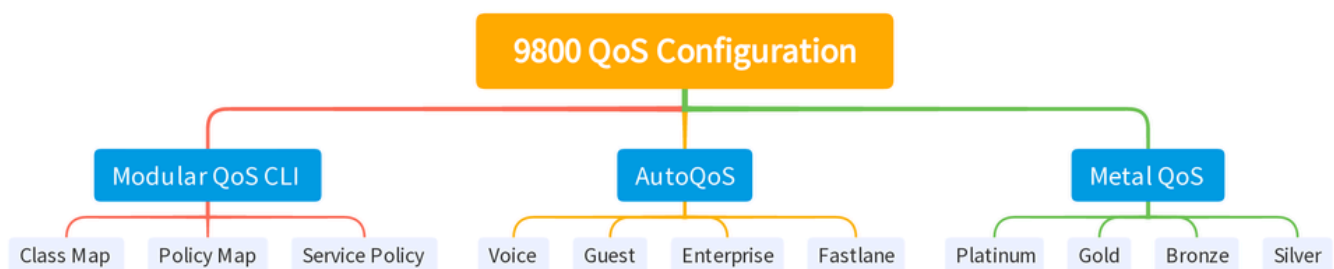 9800 QoS Configuration
Modular QoS CLI
AutoQoS
Metal QoS
Class Map
Policy Map
Service Policy
Voice
Guest
Enterprise
Fastlane
Platinum
Gold
Bronze
Silver